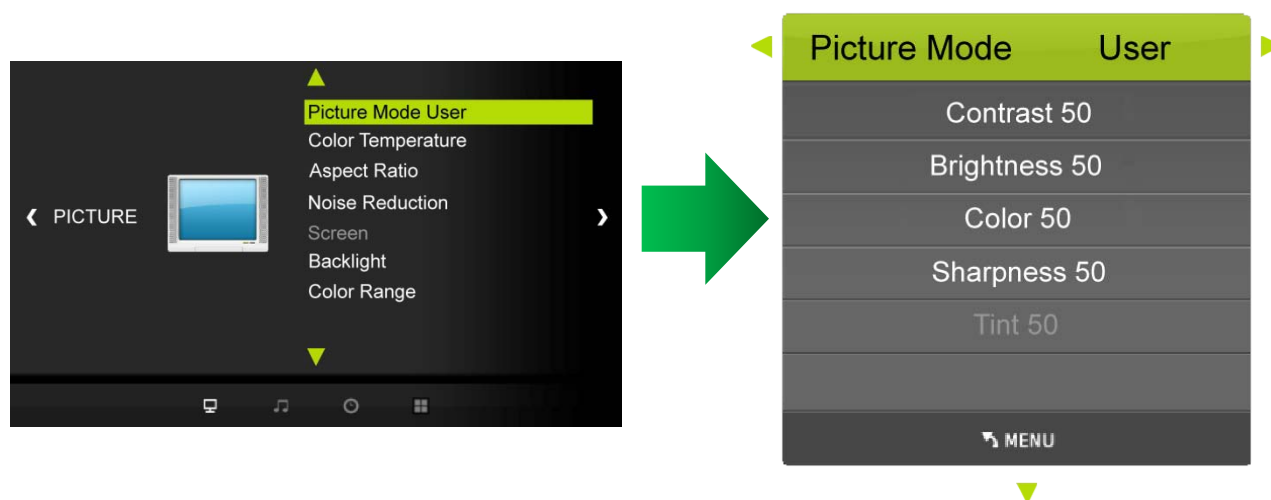 PICTURE
Picture Mode User
Color Temperature
Aspect Ratio
Noise Reduction
Screen
Backlight
Color Range
Picture Mode User
Contrast 50
Brightness 50
Color 50
Sharpness 50
Tint 50
MENU